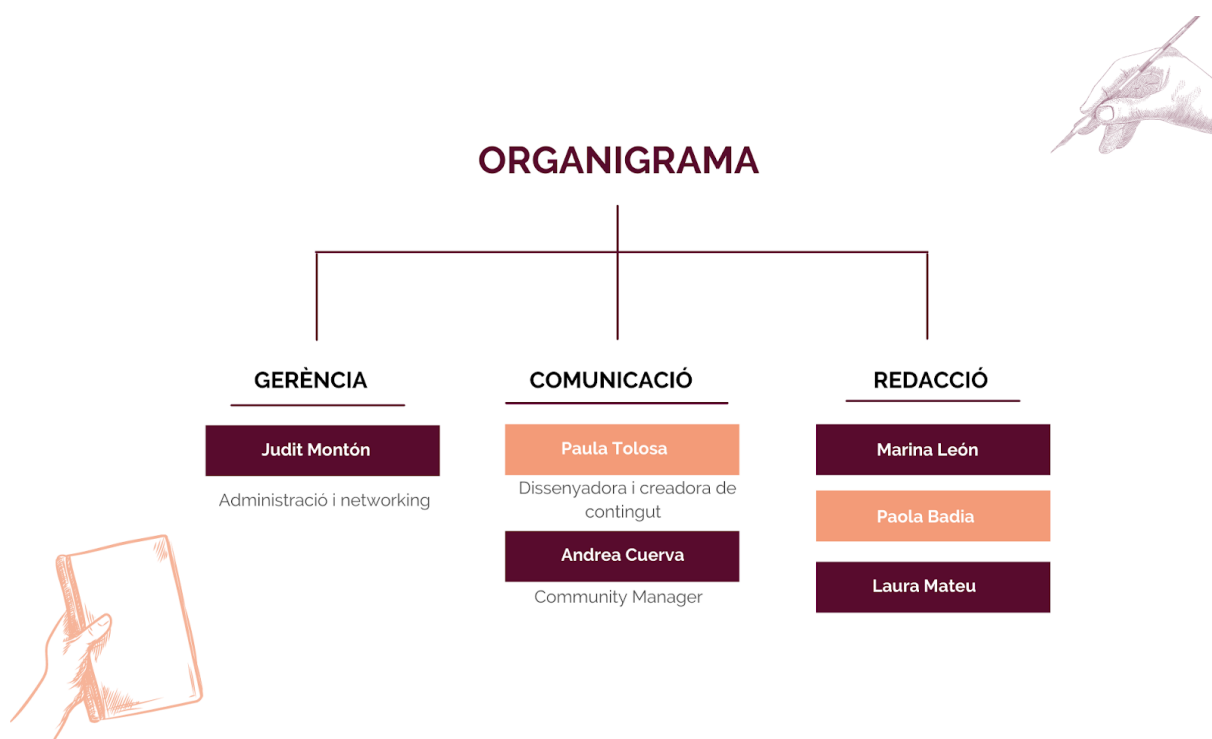 ORGANIGRAMA
GERÈNCIA
Judit Montón
Administració i networking
COMUNICACIÓ
Paula Tolosa
Dissenyadora i creadora de
contingut
Andrea Cuerva
Community Manager
REDACCIÓ
Marina León
Paola Badia
Laura Mateu